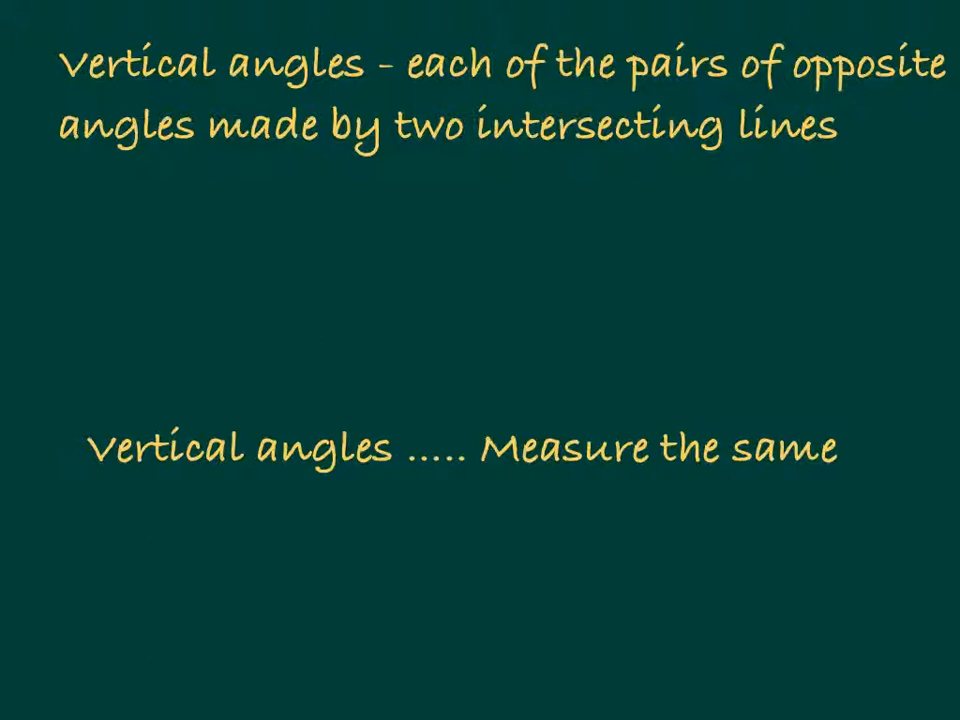 Vertical angles - each of the pairs of opposite
angles made by two intersecting lines
Vertical angles ..... Measure the same